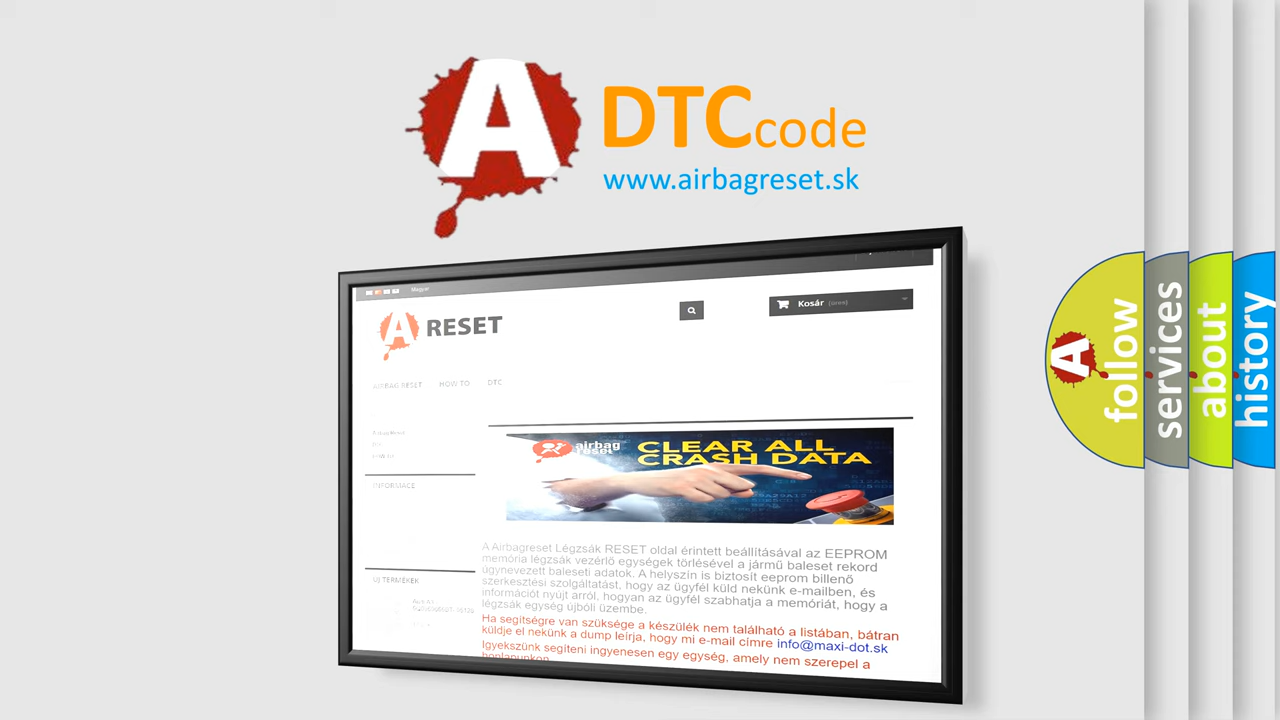 A DTCcode
www.airbagreset.sk
Magyar
A RESET
Kosár (üres)
AIRBAG RESET HOW TO DTC
INFORMACE
CLEAR ALL
CRASH DATA
airbag
reset
A Airbagreset Légzsák RESET oldal érintett beállításával az EEPROM
memória légzsák vezérlő egységek törlésével a jármű baleset rekord
úgynevezett baleseti adatok. A helyszín is biztosít eeprom billenő
szerkesztési szolgáltatást, hogy az ügyfél küld nekünk e-mailben, és
információt nyújt arról, hogyan az ügyfél szabhatja a memóriát, hogy a
légzsák egység újbóli üzembe.
Ha segítségre van szüksége a készülék nem található a listában, bátran
küldje el nekünk a dump leírja, hogy mi e-mail címre info@maxi-dot.sk
Igyekszünk segíteni ingyenesen egy egység, amely nem szerepel a
honlapunkon
ÚJ TERMÉKEK
A
follow
services
about
history